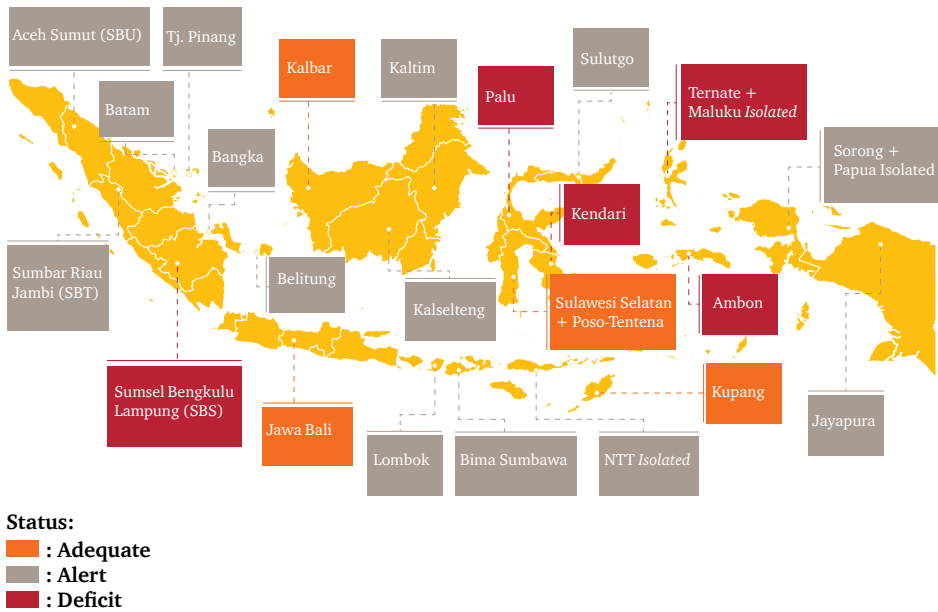 Aceh Sumut (SBU)
Tj. Pinang
Kalbar
Kaltim
Sulutgo
Palu
Ternate +
Maluku Isolated
Batam
Bangka
Sorong +
Papua Isolated
Kendari
Sumbar Riau
Jambi (SBT)
Belitung
Kalselteng
Sulawesi Selatan
+ Poso-Tentena
Ambon
Sumsel Bengkulu
Lampung (SBS)
Jawa Bali
Lombok
Bima Sumbawa
NTT Isolated
Kupang
Jayapura
Status:
: Adequate
: Alert
: Deficit